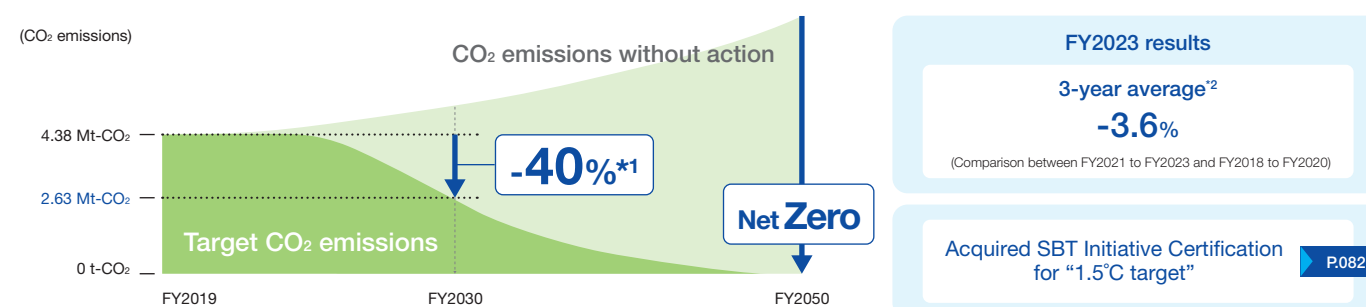 (CO₂ emissions)
CO₂ emissions without action
4.38 Mt-CO₂
-40%*1
2.63 Mt-CO₂
Net Zero
Target CO₂ emissions
0 t-CO₂
FY2019
FY2030
FY2050
FY2023 results
3-year average*2
-3.6%
(Comparison between FY2021 to FY2023 and FY2018 to FY2020)
Acquired SBT Initiative Certification
for “1.5℃ target”
P.082